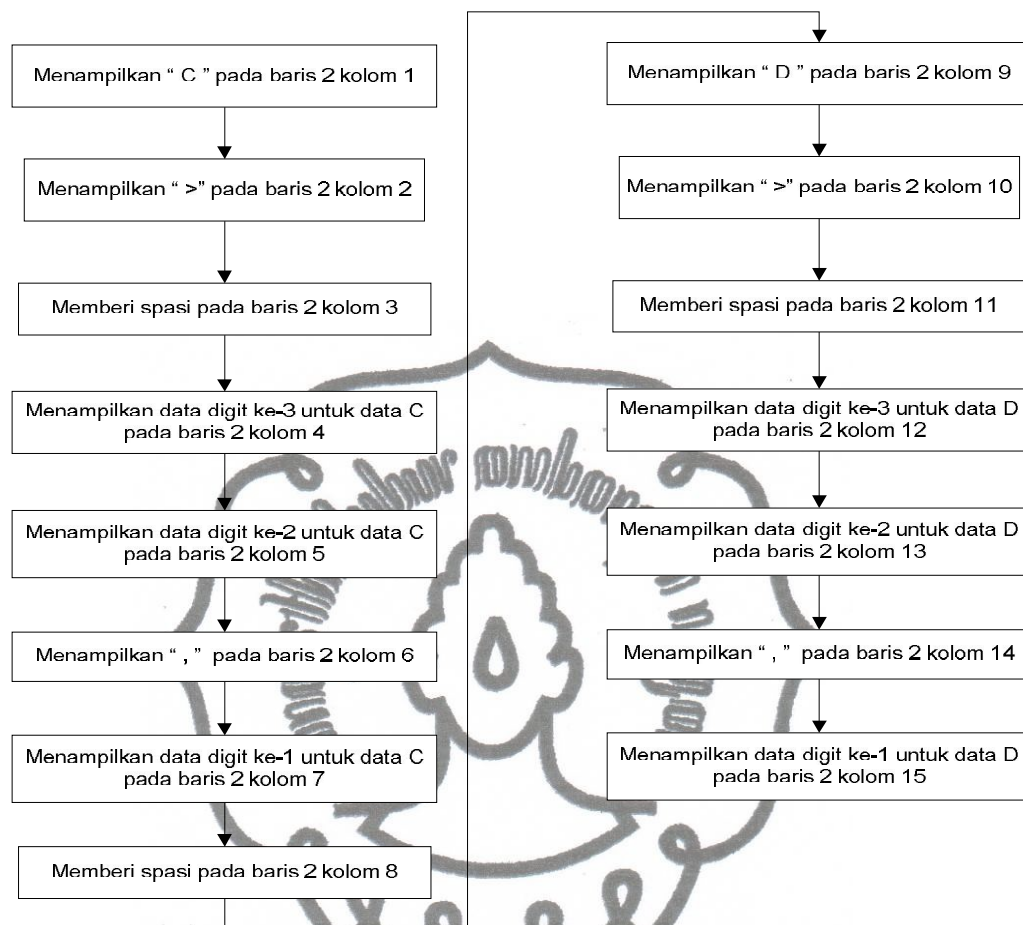 Menampilkan “ C ” pada baris 2 kolom 1
Menampilkan “ >” pada baris 2 kolom 2
Memberi spasi pada baris 2 kolom 3
Menampilkan data digit ke-3 untuk data C
pada baris 2 kolom 4
Menampilkan data digit ke-2 untuk data C
pada baris 2 kolom 5
Menampilkan “ , ” pada baris 2 kolom 6
Menampilkan data digit ke-1 untuk data C
pada baris 2 kolom 7
Memberi spasi pada baris 2 kolom 8
Menampilkan “ D ” pada baris 2 kolom 9
Menampilkan “ >” pada baris 2 kolom 10
Memberi spasi pada baris 2 kolom 11
Menampilkan data digit ke-3 untuk data D
pada baris 2 kolom 12
Menampilkan data digit ke-2 untuk data D
pada baris 2 kolom 13
Menampilkan “ , ” pada baris 2 kolom 14
Menampilkan data digit ke-1 untuk data D
pada baris 2 kolom 15